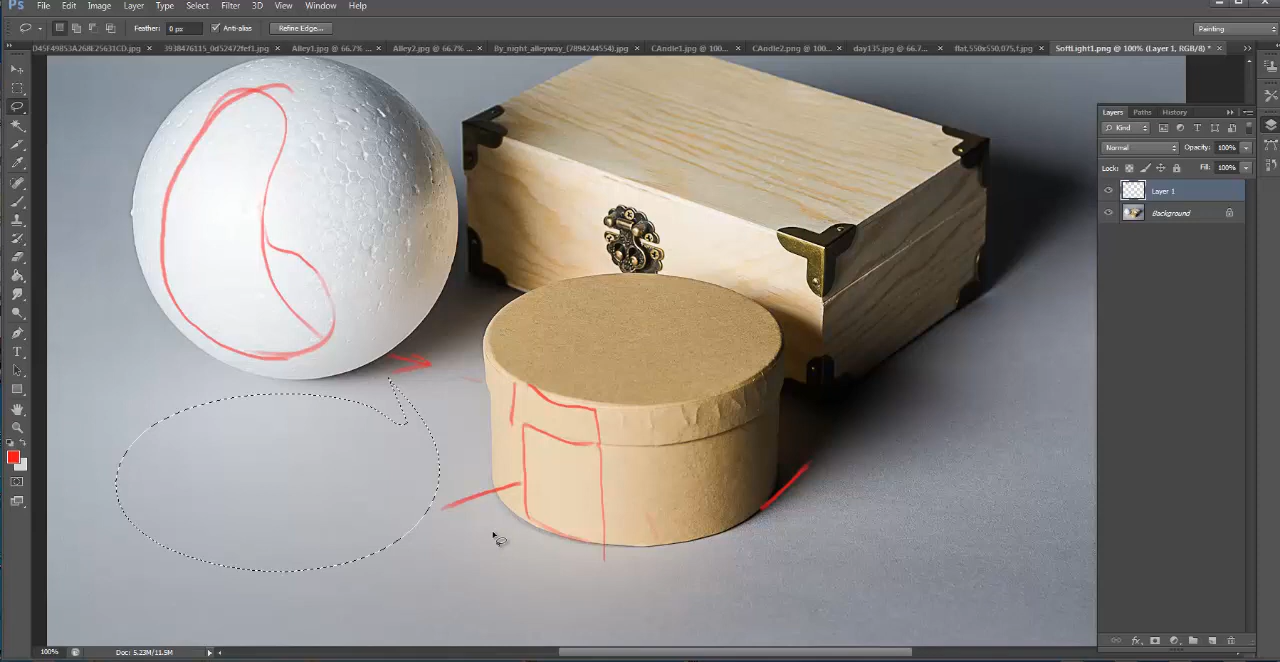 Ps File Edit Image Layer Type Select Filter 3D View Window Help
Feather: 0 px Anti-alias Refine Edge... Painting
D45F49853A268E25631CD.jpg 3938476115_0d52472fef1.jpg Alley1.jpg @ 66.7% ... Alley2.jpg @ 66.7% ... By_night_alleyway_(7894244554).jpg CAndle1.jpg @ 100... CAndle2.png @ 100... day135.jpg @ 66.7... flat,550x550,075,f.jpg SoftLight1.png @ 100% (Layer 1, RGB/8) *
Layers Paths History
Kind
Normal Opacity: 100%
Lock: Fill: 100%
Layer 1
Background
100% Doc: 5.23M/11.5M